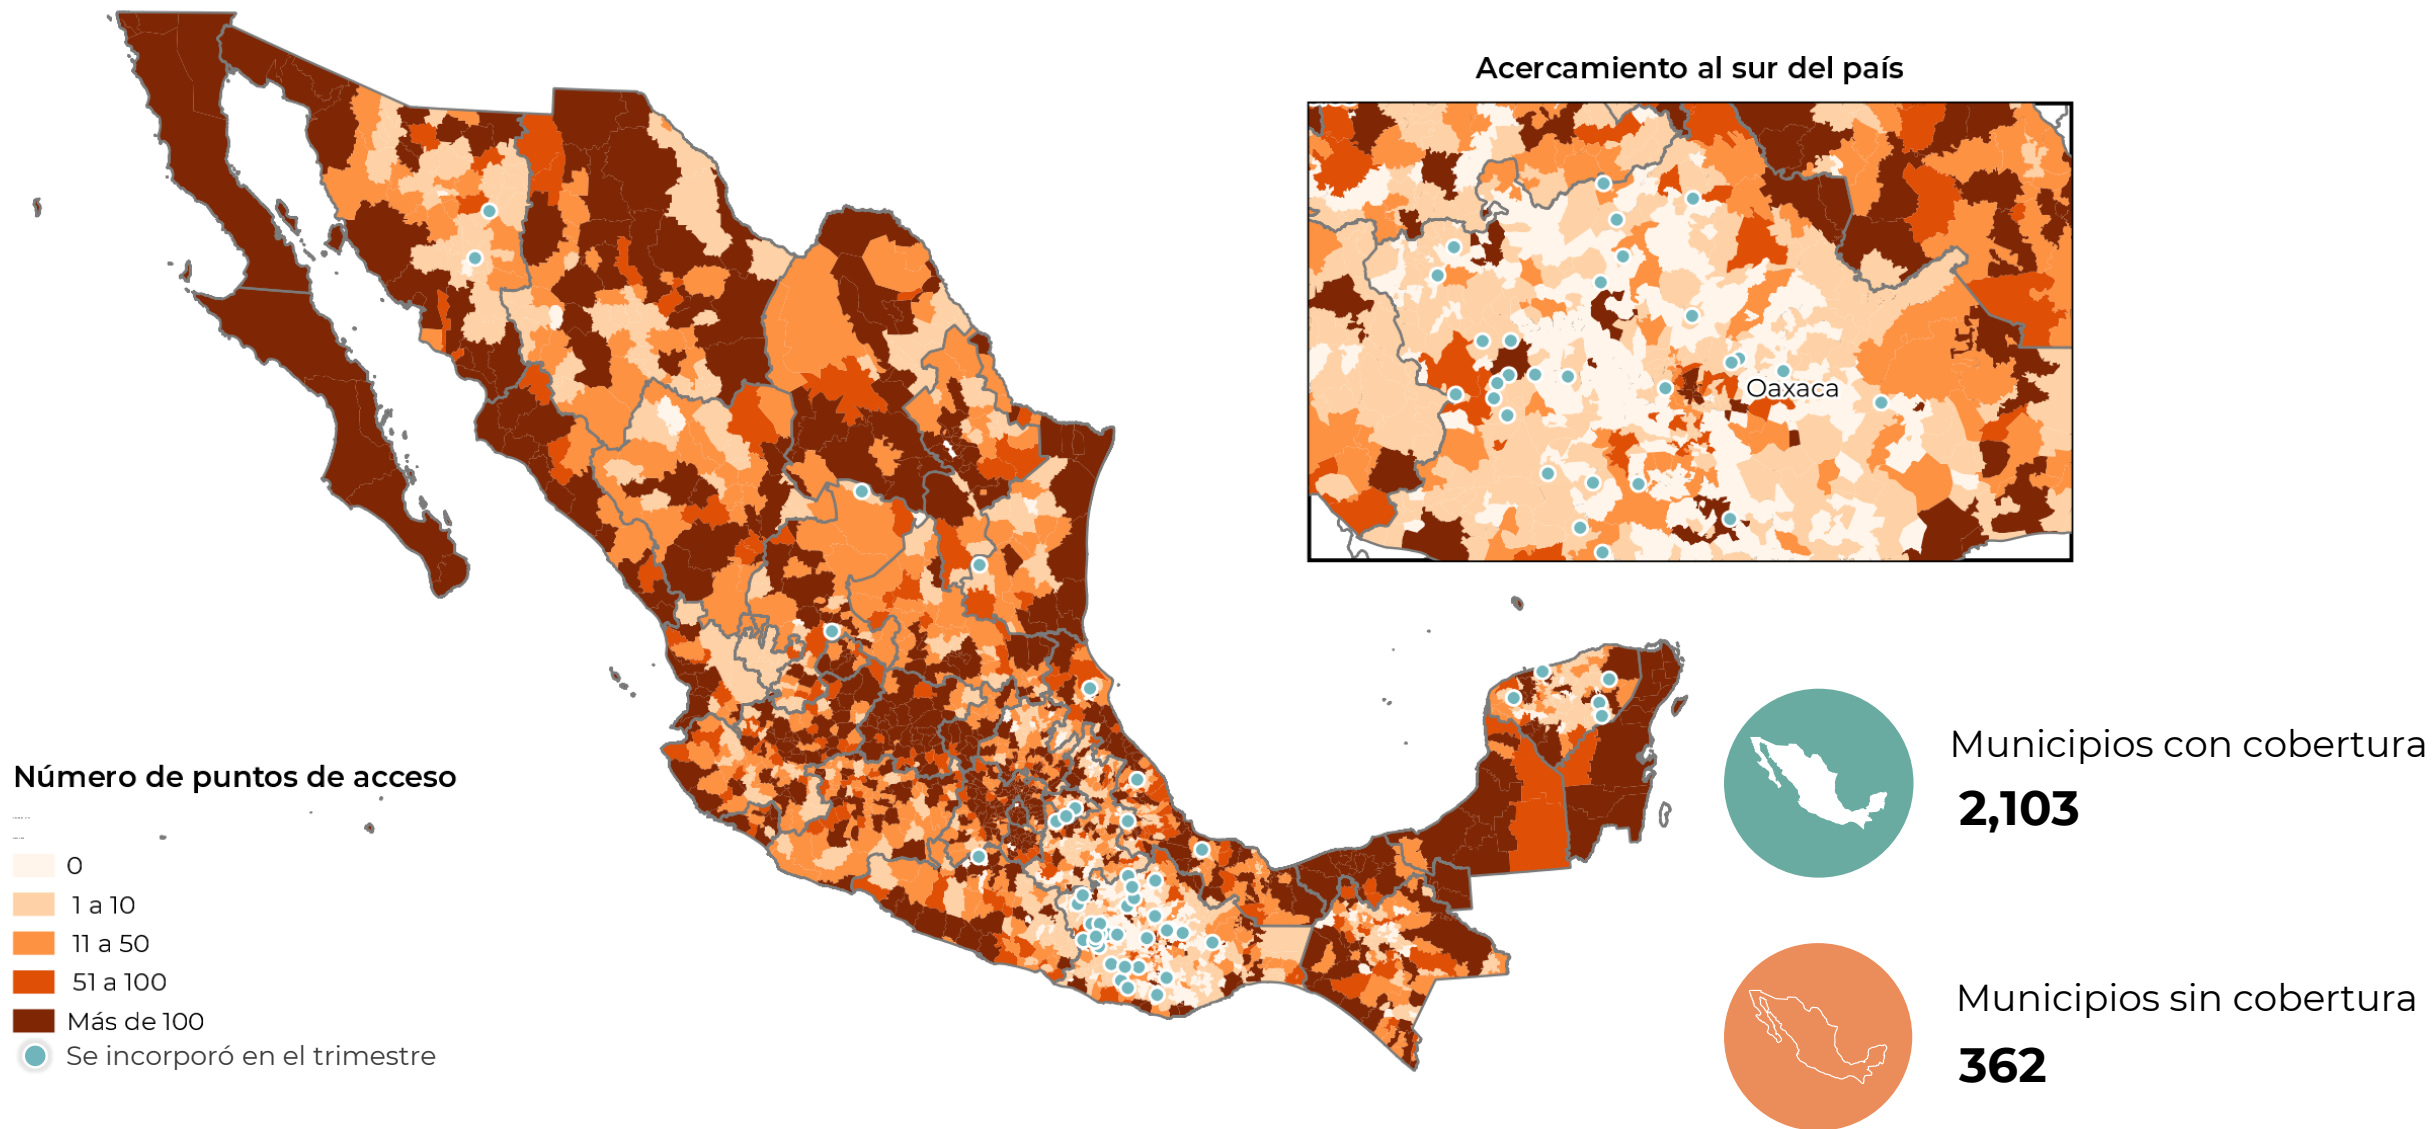 Acercamiento al sur del país
Oaxaca
Número de puntos de acceso
0
1 a 10
11 a 50
51 a 100
Más de 100
Se incorporó en el trimestre
Municipios con cobertura
2,103
Municipios sin cobertura
362